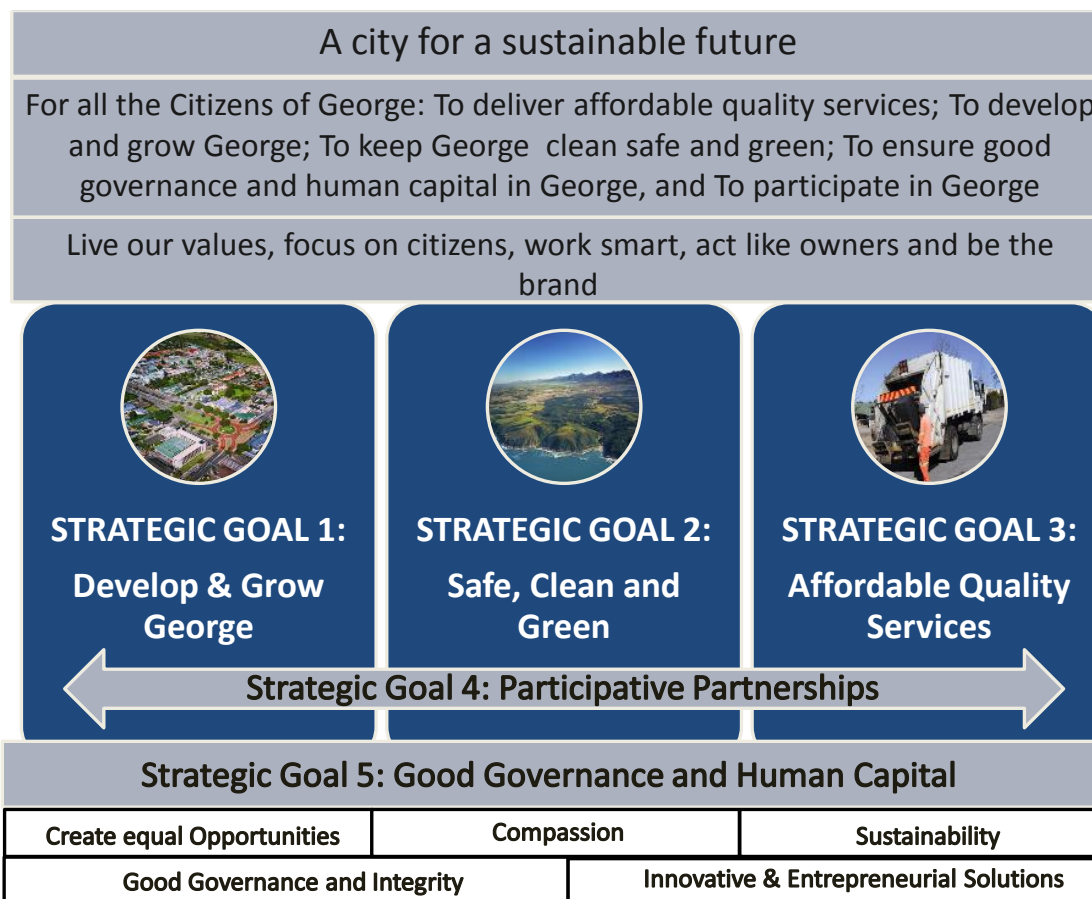 A city for a sustainable future
For all the Citizens of George: To deliver affordable quality services; To develop
and grow George; To keep George clean safe and green; To ensure good
governance and human capital in George, and To participate in George
Live our values, focus on citizens, work smart, act like owners and be the
brand
STRATEGIC GOAL 1:
Develop & Grow
George
STRATEGIC GOAL 2:
Safe, Clean and
Green
STRATEGIC GOAL 3:
Affordable Quality
Services
Strategic Goal 4: Participative Partnerships
Strategic Goal 5: Good Governance and Human Capital
Create equal Opportunities
Compassion
Sustainability
Good Governance and Integrity
Innovative & Entrepreneurial Solutions